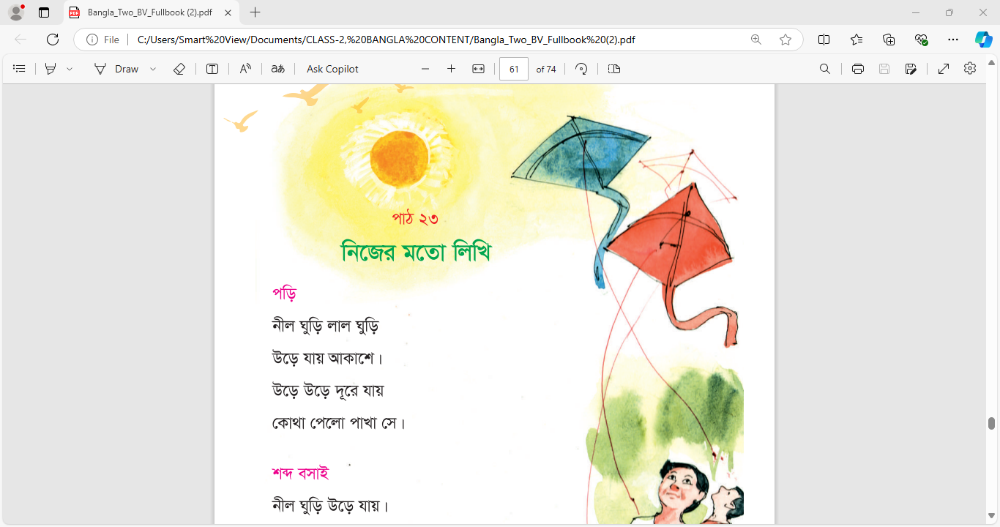 Bangla_Two_BV_Fullbook (2).pdf
File C:/Users/Smart%20View/Documents/CLASS-2,%20BANGLA%20CONTENT/Bangla_Two_BV_Fullbook%20(2).pdf
Draw Ask Copilot 61 of 74
পাঠ ২৩
নিজের মতো লিখি
পড়ি
নীল ঘুড়ি লাল ঘুড়ি
উড়ে যায় আকাশে।
উড়ে উড়ে দূরে যায়
কোথা পেলো পাখা সে।
শব্দ বসাই
নীল ঘুড়ি উড়ে যায়।